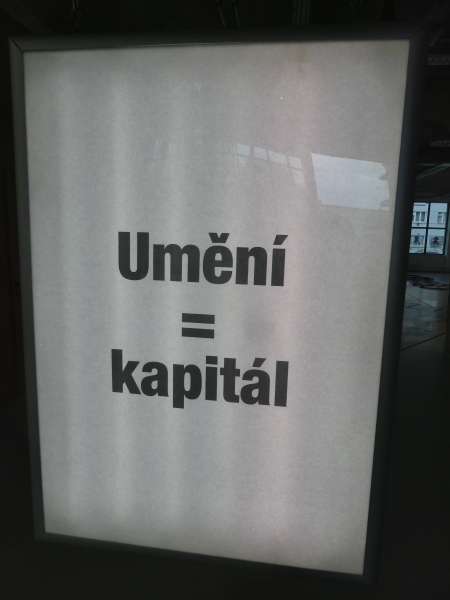 Umění
=
kapitál